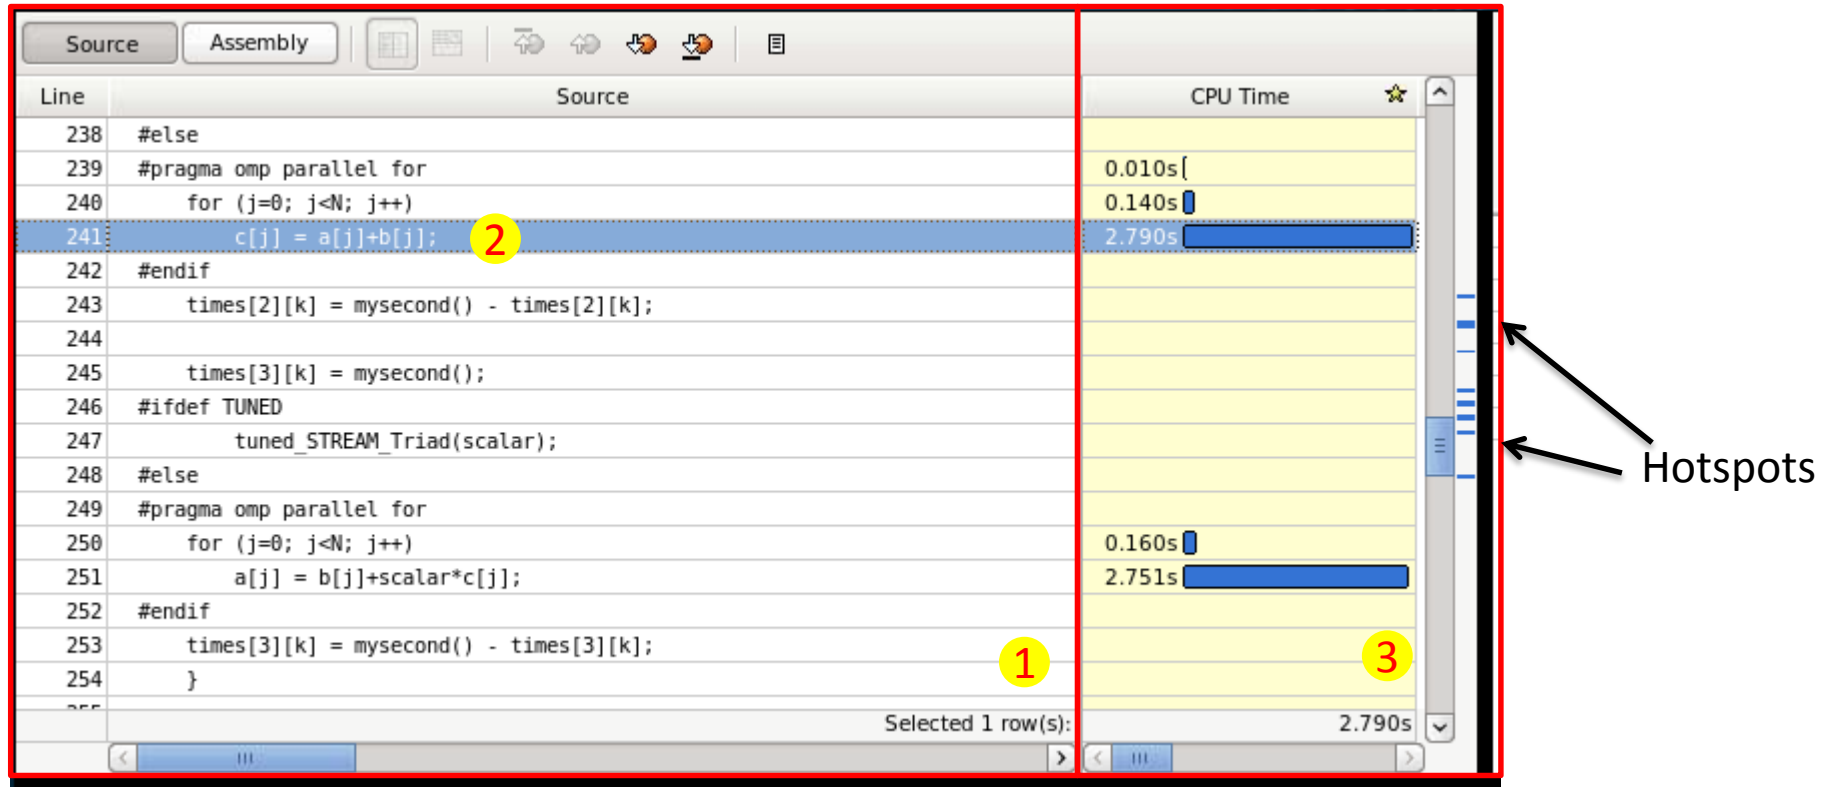 Source Assembly
Line Source CPU Time
238 #else
239 #pragma omp parallel for 0.010s
240 for (j=0; j<N; j++) 0.140s
241 c[j] = a[j]+b[j]; 2 2.790s
242 #endif
243 times[2][k] = mysecond() - times[2][k];
244
245 times[3][k] = mysecond();
246 #ifdef TUNED
247 tuned_STREAM_Triad(scalar);
248 #else
Hotspots
249 #pragma omp parallel for
250 for (j=0; j<N; j++) 0.160s
251 a[j] = b[j]+scalar*c[j]; 2.751s
252 #endif
253 times[3][k] = mysecond() - times[3][k]; 1 3
254 }
Selected 1 row(s): 2.790s